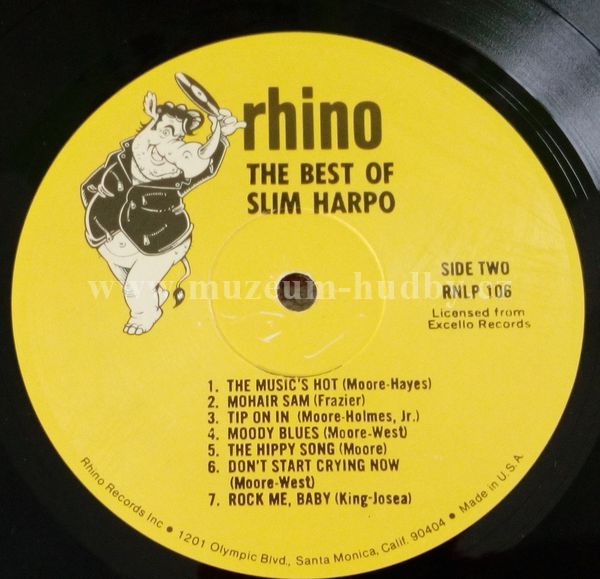 rhino
THE BEST OF
SLIM HARPO
SIDE TWO
RNLP 106
Licensed from
Excello Records
1. THE MUSIC'S HOT (Moore-Hayes)
2. MOHAIR SAM (Frazier)
3. TIP ON IN (Moore-Holmes, Jr.)
4. MOODY BLUES (Moore-West)
5. THE HIPPY SONG (Moore)
6. DON'T START CRYING NOW
(Moore-West)
7. ROCK ME, BABY (King-Josea)
Rhino Records Inc • 1201 Olympic Blvd., Santa Monica, Calif. 90404 • Made in U.S.A.